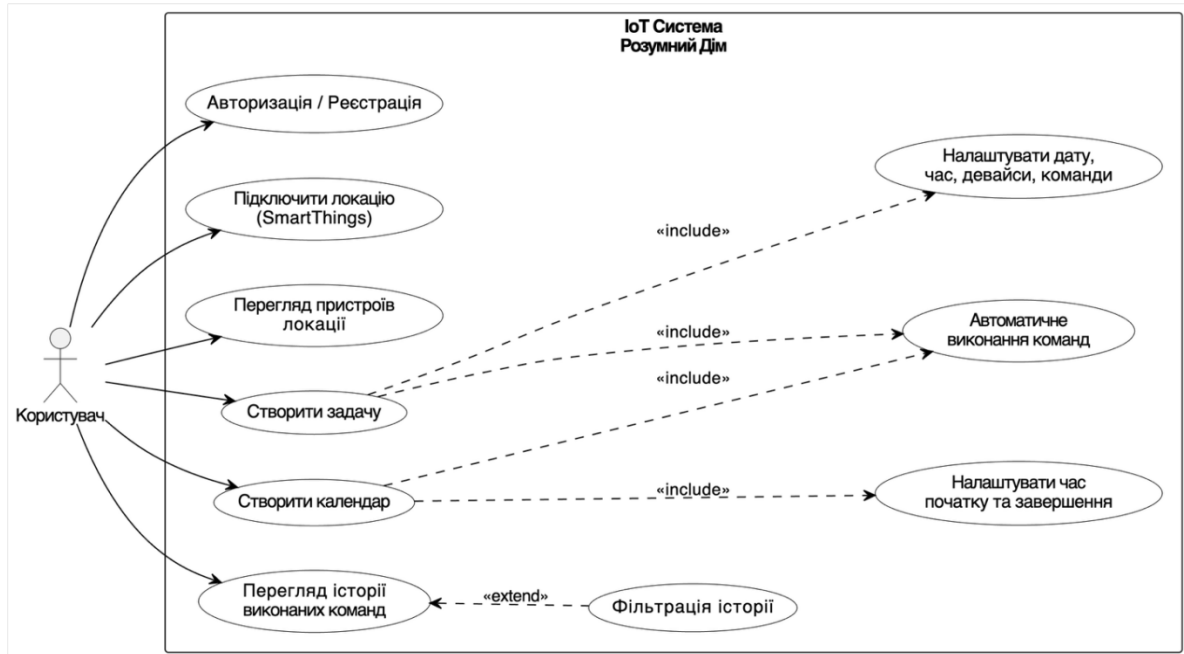 IoT Система
Розумний Дім
Авторизація / Реєстрація
Налаштувати дату,
час, девайси, команди
Підключити локацію
(SmartThings)
«include»
Перегляд пристроїв
локації
Автоматичне
виконання команд
«include»
«include»
Користувач
Створити задачу
Створити календар
«include»
Налаштувати час
початку та завершення
Перегляд історії
виконаних команд
«extend»
Фільтрація історії